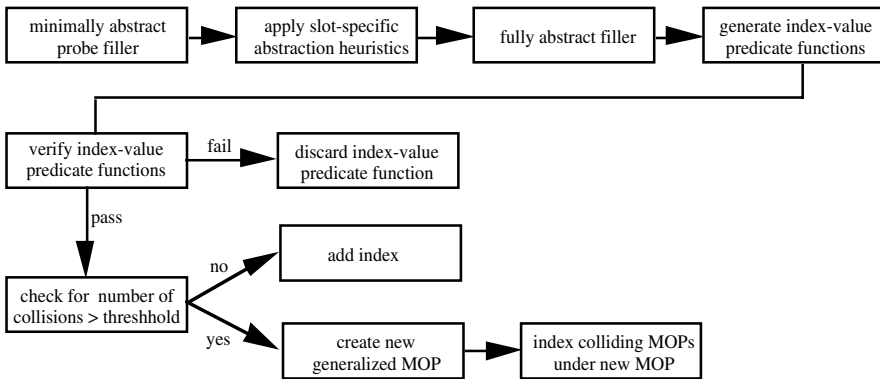 minimally abstract
probe filler
apply slot-specific
abstraction heuristics
fully abstract filler
generate index-value
predicate functions
verify index-value
predicate functions
fail
discard index-value
predicate function
pass
check for number of
collisions > threshhold
no
add index
yes
create new
generalized MOP
index colliding MOPs
under new MOP